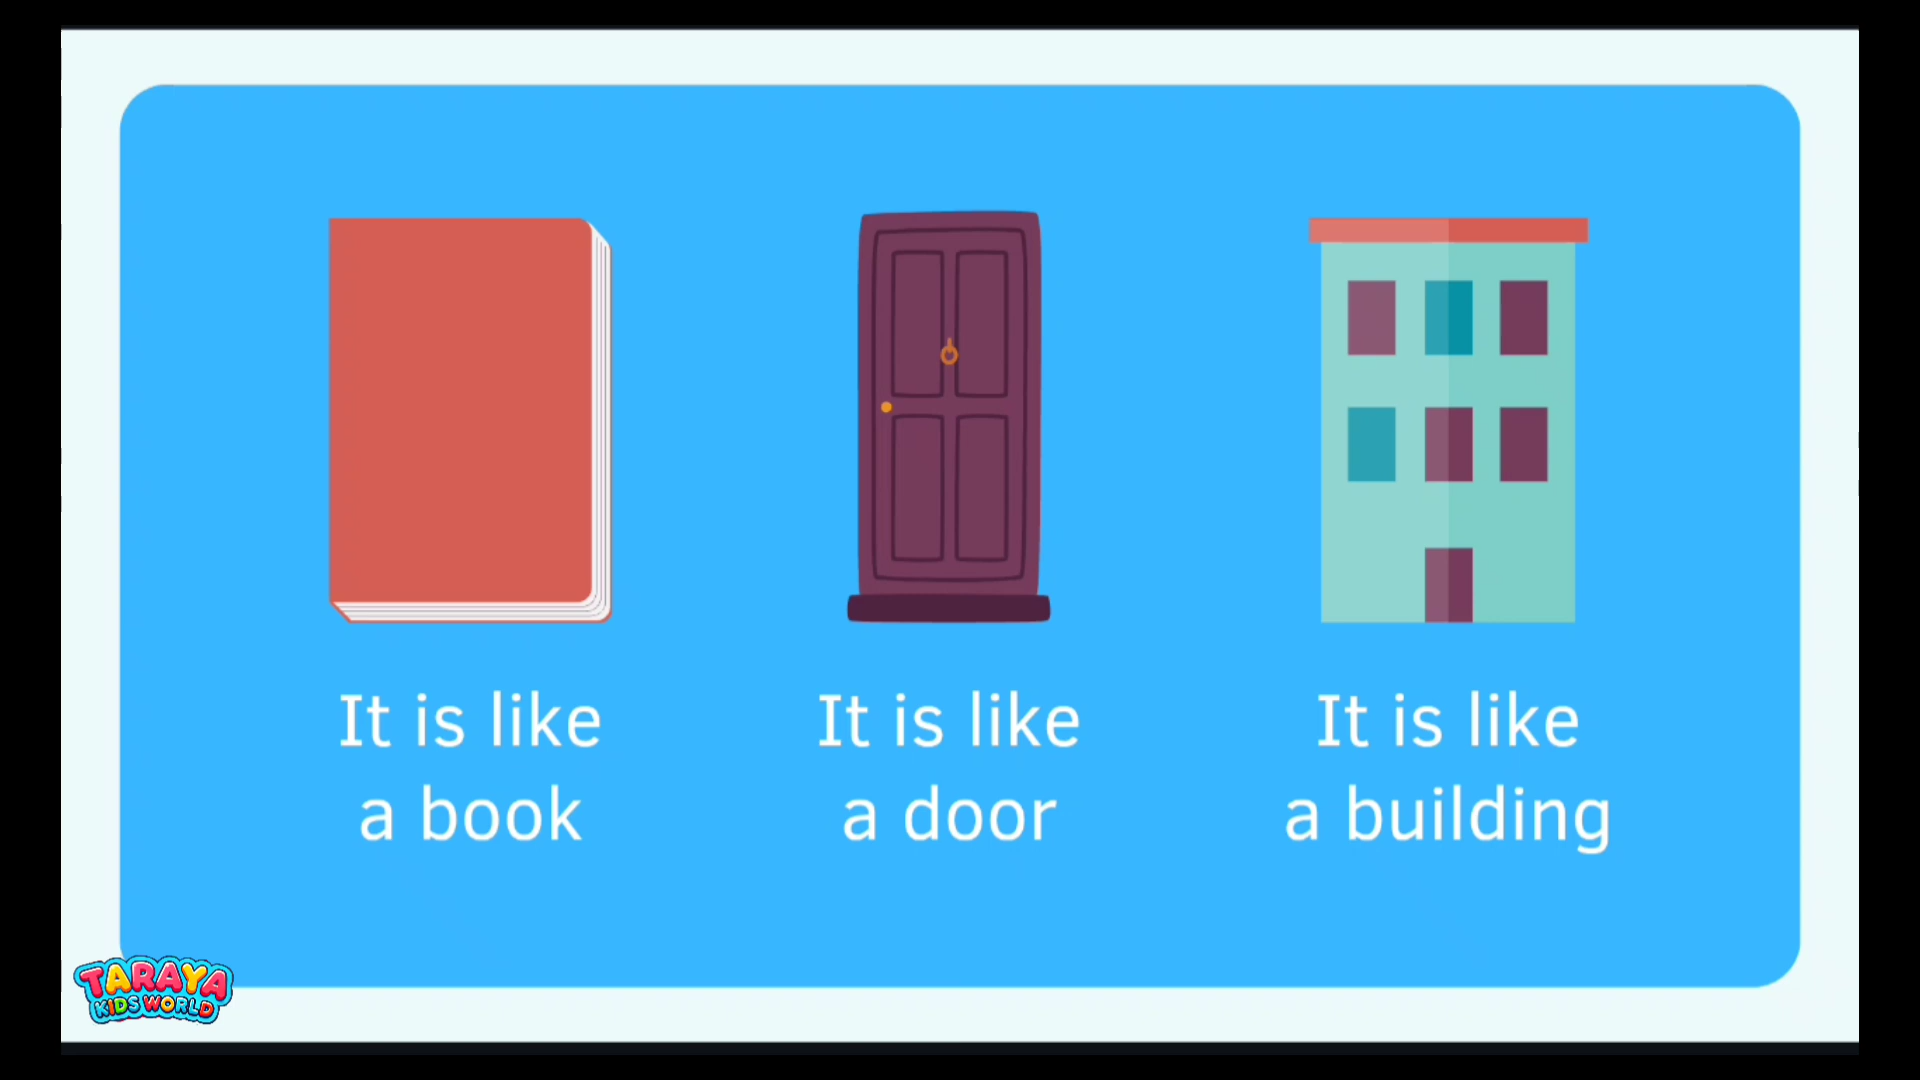 It is like
a book
It is like
a door
It is like
a building
TARAYA
KIDS WORLD